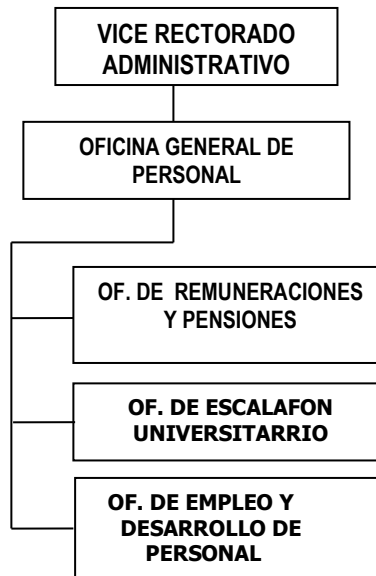 VICE RECTORADO
ADMINISTRATIVO
OFICINA GENERAL DE
PERSONAL
OF. DE REMUNERACIONES
Y PENSIONES
OF. DE ESCALAFON
UNIVERSITARRIO
OF. DE EMPLEO Y
DESARROLLO DE
PERSONAL